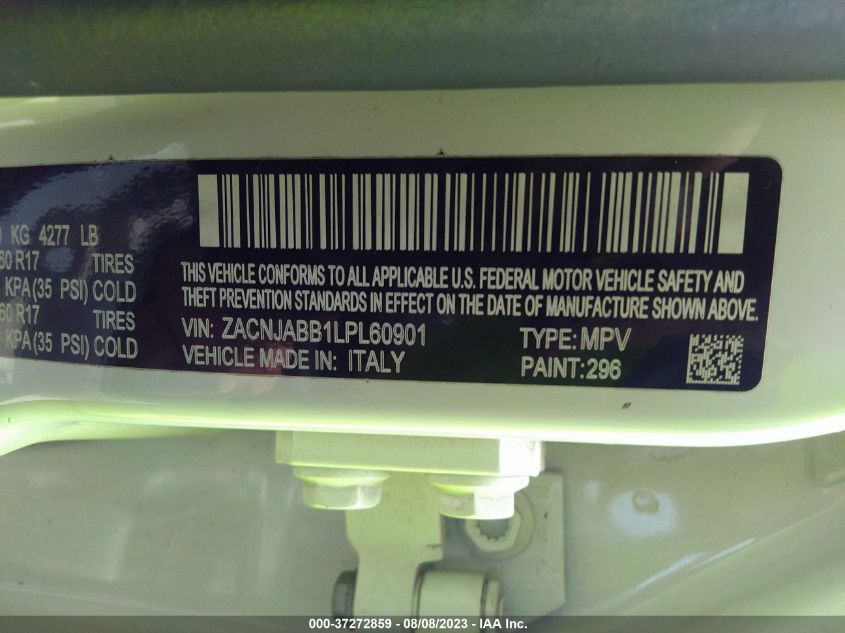 KG 4277 LB
60 R17 TIRES
KPA(35 PSI) COLD
60 R17 TIRES
KPA(35 PSI) COLD
THIS VEHICLE CONFORMS TO ALL APPLICABLE U.S. FEDERAL MOTOR VEHICLE SAFETY AND
THEFT PREVENTION STANDARDS IN EFFECT ON THE DATE OF MANUFACTURE SHOWN ABOVE.
VIN: ZACNJABB1LPL60901 TYPE: MPV
VEHICLE MADE IN: ITALY PAINT: 296
000-37272859 - 08/08/2023 - IAA Inc.